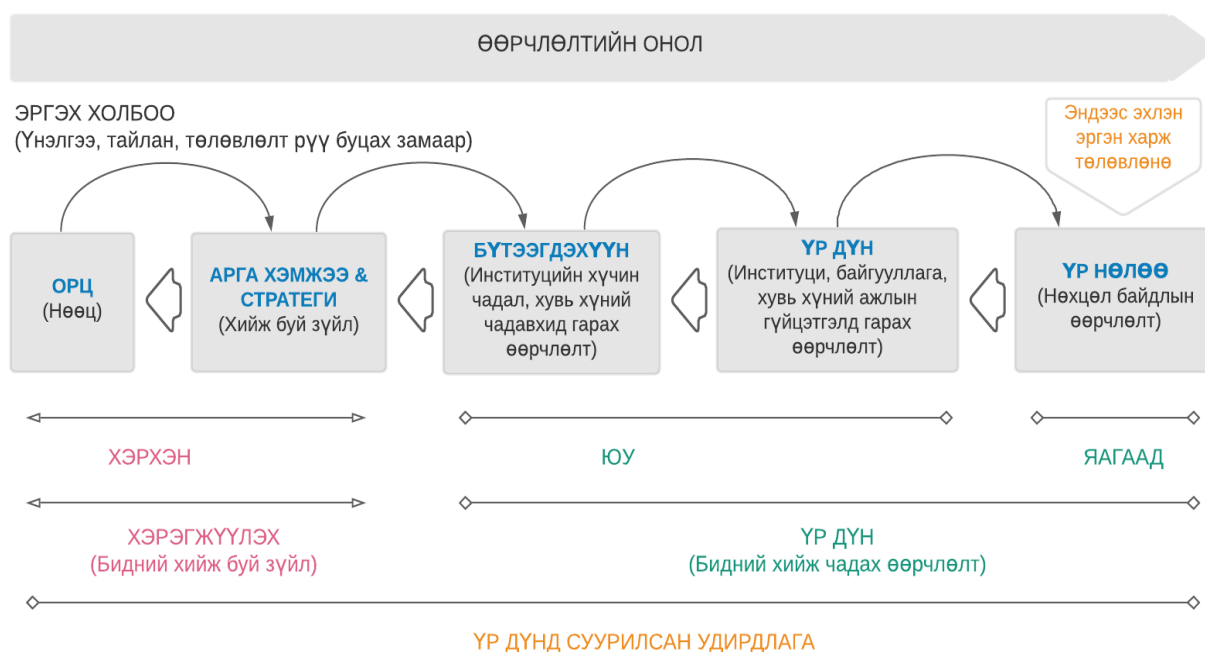 ӨӨРЧЛӨЛТИЙН ОНОЛ
ЭРГЭХ ХОЛБОО
(Үнэлгээ, тайлан, төлөвлөлт рүү буцах замаар)
Эндээс эхлэн
эргэн харж
төлөвлөнө
ОРЦ
(Нөөц)
АРГА ХЭМЖЭЭ &
СТРАТЕГИ
(Хийж буй зүйл)
БҮТЭЭГДЭХҮҮН
(Институцийн хүчин
чадал, хувь хүний
чадавхид гарах
өөрчлөлт)
ҮР ДҮН
(Институци, байгууллага,
хувь хүний ажлын
гүйцэтгэлд гарах
өөрчлөлт)
ҮР НӨЛӨӨ
(Нөхцөл байдлын
өөрчлөлт)
ХЭРХЭН
ЮУ
ЯАГААД
ХЭРЭГЖҮҮЛЭХ
(Бидний хийж буй зүйл)
ҮР ДҮН
(Бидний хийж чадах өөрчлөлт)
ҮР ДҮНД СУУРИЛСАН УДИРДЛАГА